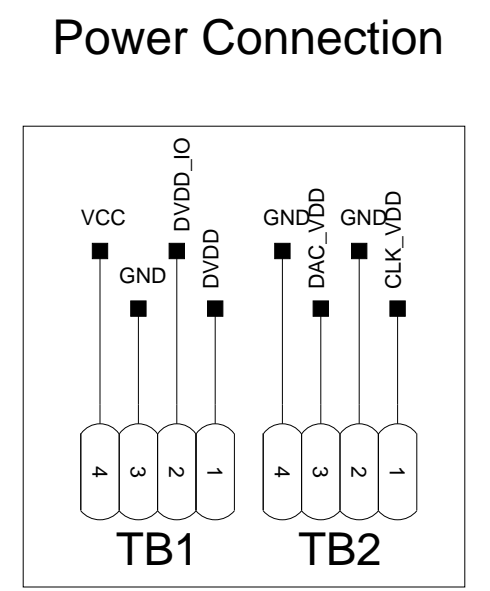 Power Connection
VCC
GND
DVDD_IO
DVDD
GND
DAC_VDD
GND
CLK_VDD
4
3
2
1
4
3
2
1
TB1
TB2